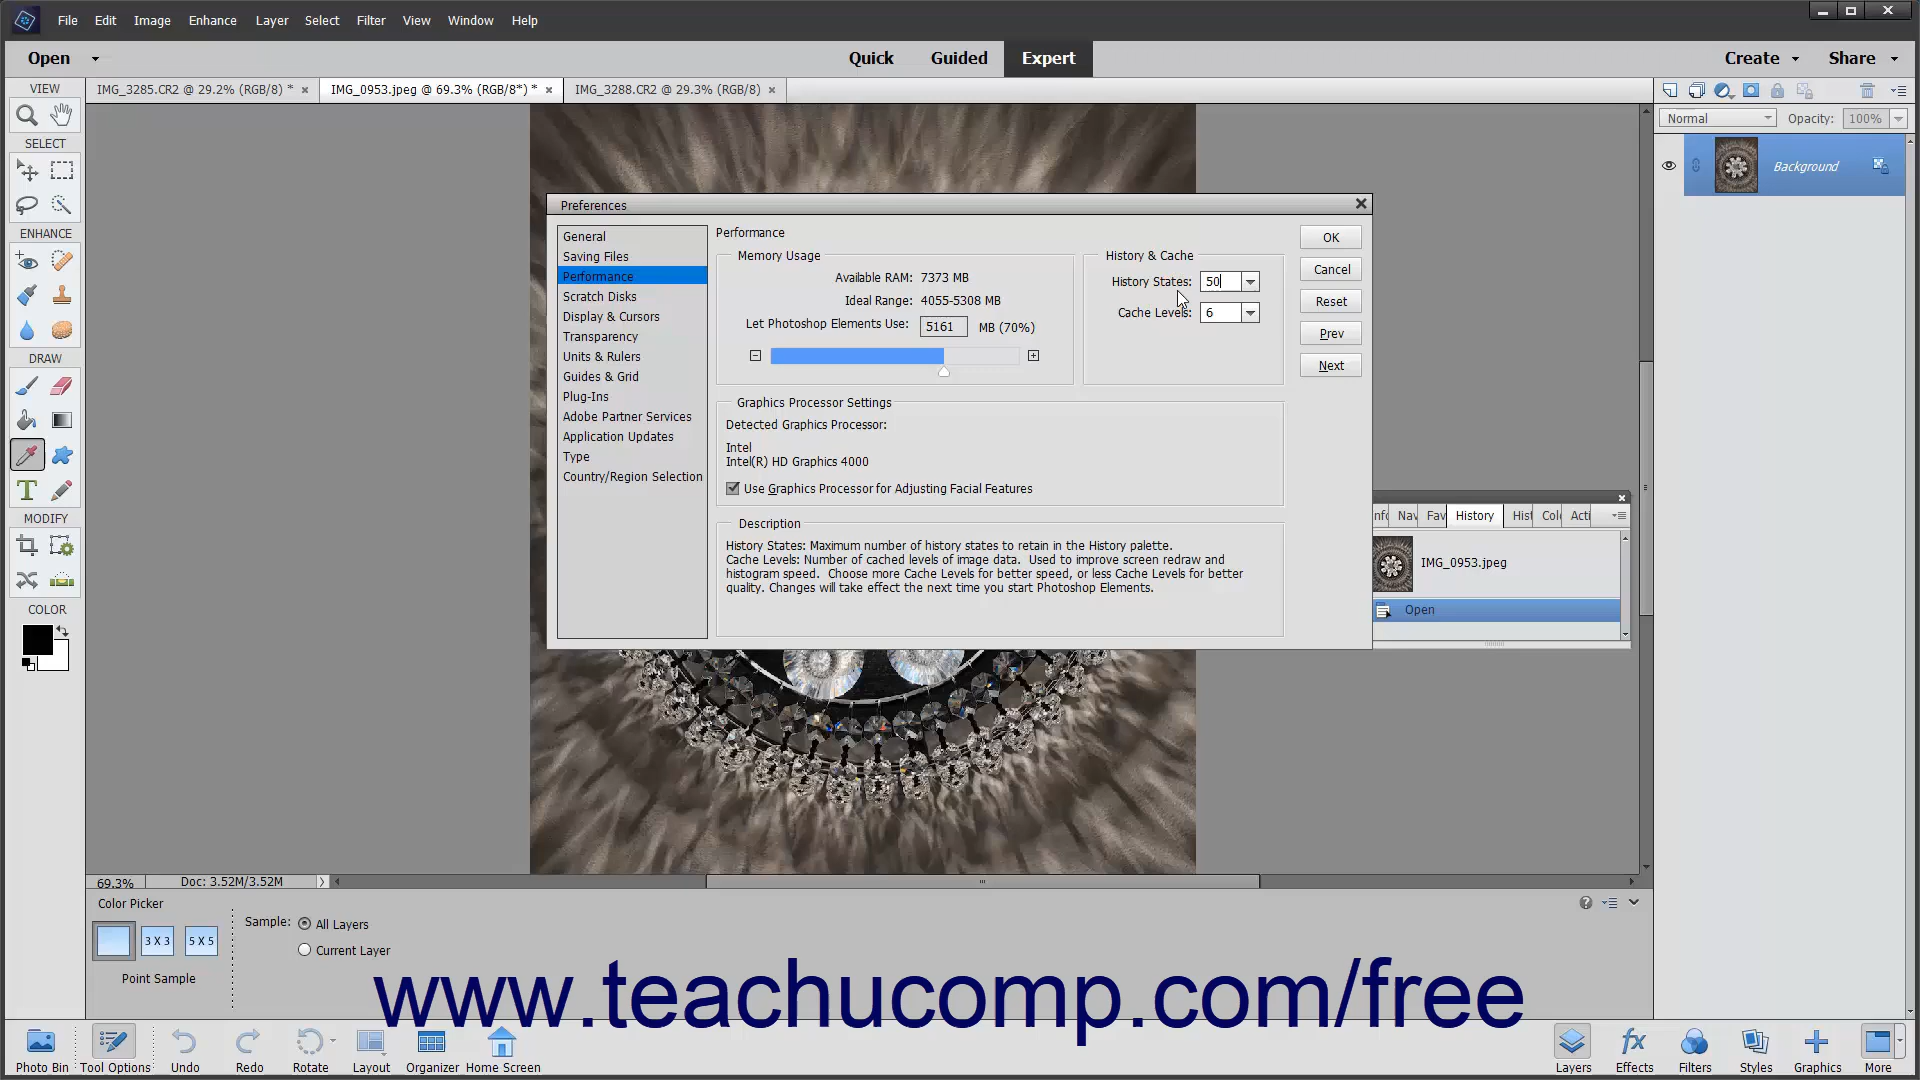 File Edit Image Enhance Layer Select Filter View Window Help
Open Quick Guided Expert Create Share
VIEW
IMG_3285.CR2 @ 29.2% (RGB/8) * ×
IMG_0953.jpeg @ 69.3% (RGB/8*) * ×
IMG_3288.CR2 @ 29.3% (RGB/8) ×
Normal Opacity: 100%
Background
SELECT
ENHANCE
DRAW
MODIFY
COLOR
Preferences
General
Saving Files
Performance
Scratch Disks
Display & Cursors
Transparency
Units & Rulers
Guides & Grid
Plug-Ins
Adobe Partner Services
Application Updates
Type
Country/Region Selection
Performance
Memory Usage
Available RAM: 7373 MB
Ideal Range: 4055-5308 MB
Let Photoshop Elements Use: 5161 MB (70%)
History & Cache
History States: 50
Cache Levels: 6
OK
Cancel
Reset
Prev
Next
Graphics Processor Settings
Detected Graphics Processor:
Intel
Intel(R) HD Graphics 4000
Use Graphics Processor for Adjusting Facial Features
Description
History States: Maximum number of history states to retain in the History palette.
Cache Levels: Number of cached levels of image data. Used to improve screen redraw and
histogram speed. Choose more Cache Levels for better speed, or less Cache Levels for better
quality. Changes will take effect the next time you start Photoshop Elements.
Nav Fav History Hist Col Acti
IMG_0953.jpeg
Open
69.3% Doc: 3.52M/3.52M
Color Picker
3 X 3 5 X 5
Point Sample
Sample: All Layers
Current Layer
www.teachucomp.com/free
Photo Bin Tool Options Undo Redo Rotate Layout Organizer Home Screen
Layers Effects Filters Styles Graphics More